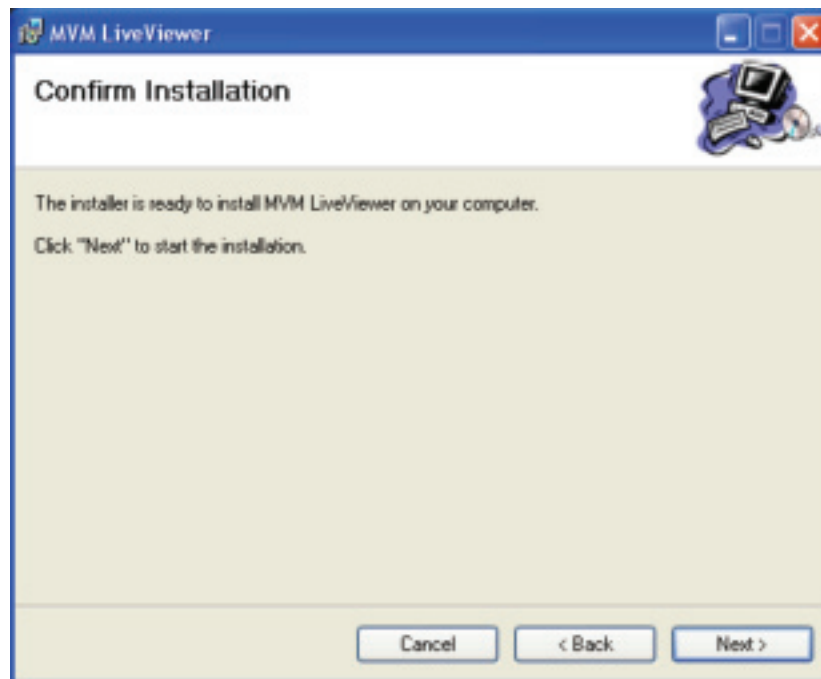 MVM LiveViewer
Confirm Installation
The installer is ready to install MVM LiveViewer on your computer.
Click "Next" to start the installation.
Cancel
< Back
Next >